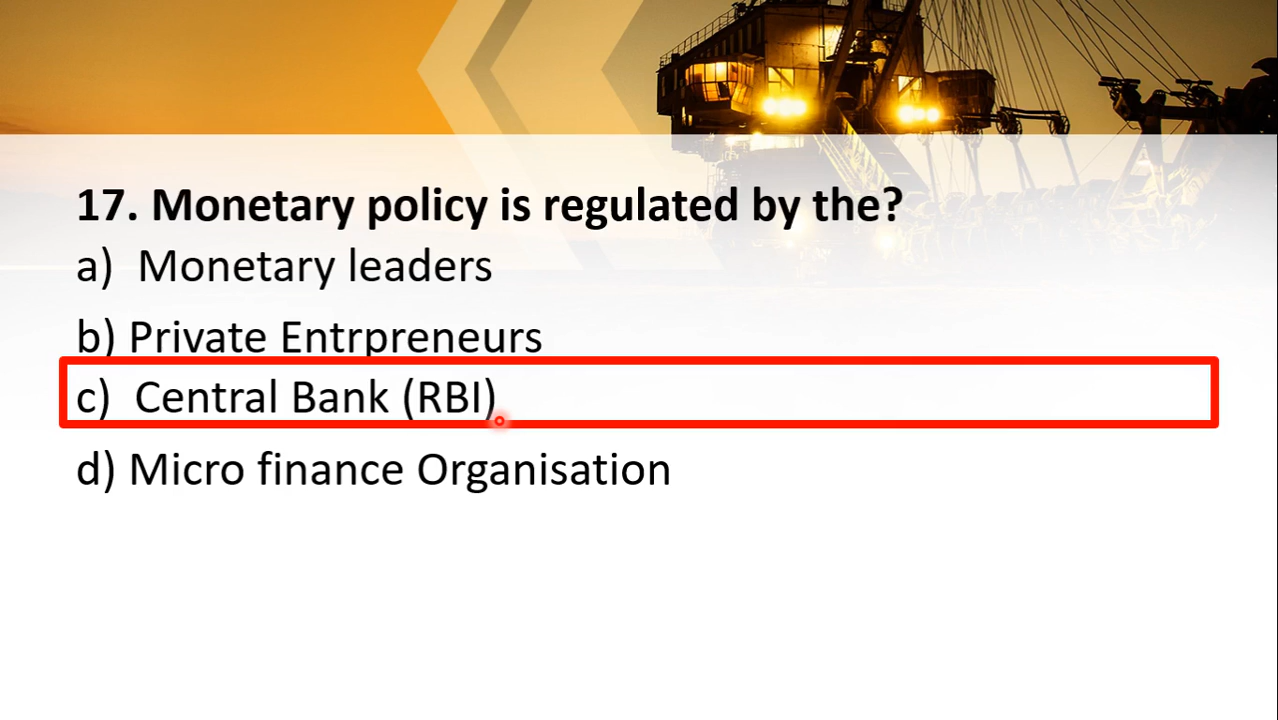 17. Monetary policy is regulated by the?
a) Monetary leaders
b) Private Entrpreneurs
c) Central Bank (RBI)
d) Micro finance Organisation